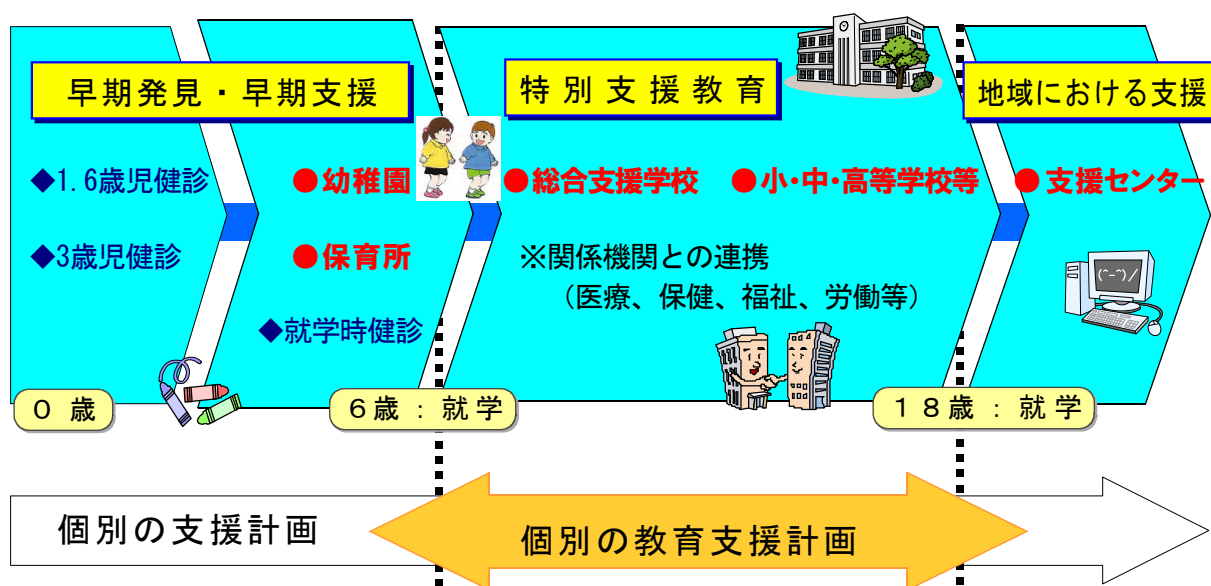 早期発見・早期支援
特別支援教育
地域における支援
◆1.6歳児健診
●幼稚園
●総合支援学校
●小・中・高等学校等
●支援センター
◆3歳児健診
●保育所
※関係機関との連携
（医療、保健、福祉、労働等）
◆就学時健診
(^-^)/
０歳
６歳：就学
１８歳：就学
個別の支援計画
個別の教育支援計画